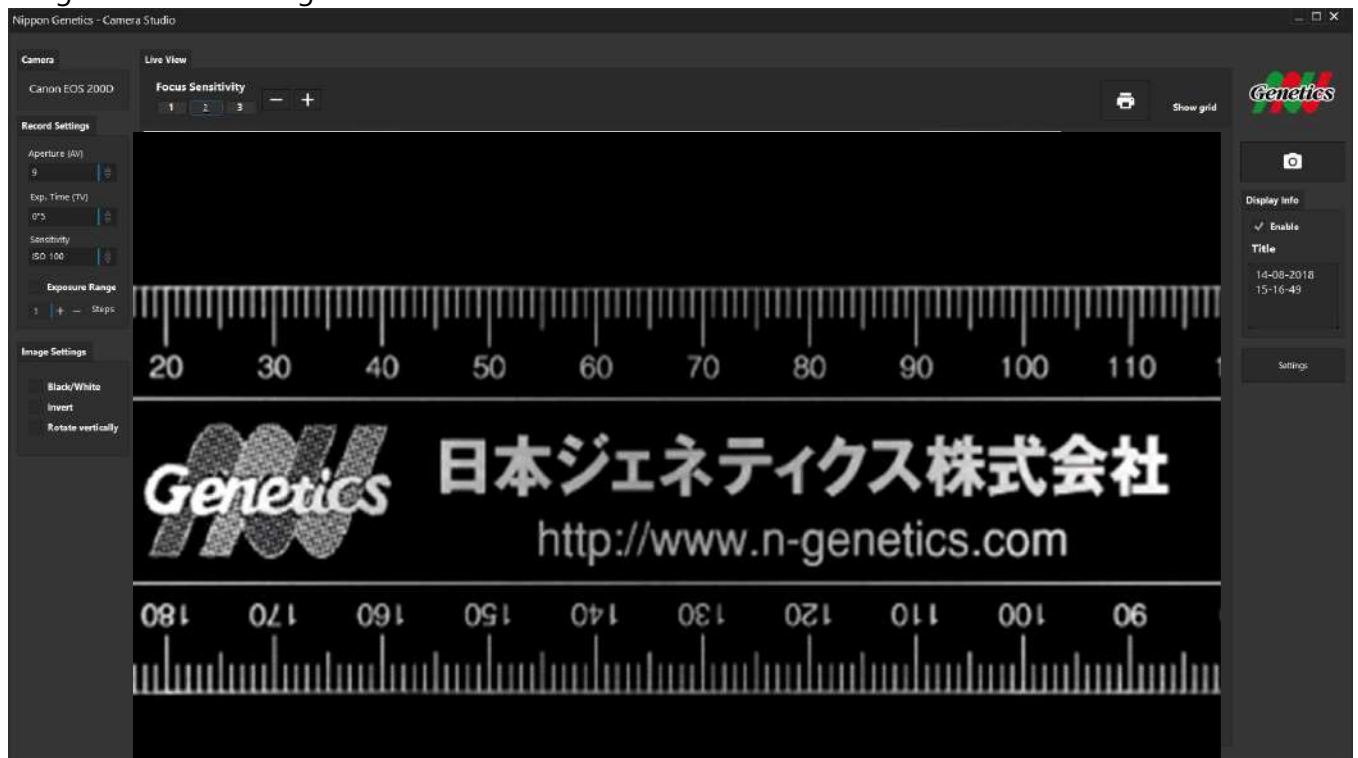 Nippon Genetics - Camera Studio
Camera
Live View
Canon EOS 200D
Focus Sensitivity
1 2 3 − +
Show grid
Genetics
Record Settings
Aperture (AV)
9
Exp. Time (TV)
0"5
Sensitivity
ISO 100
Exposure Range
1 + − Steps
Image Settings
Black/White
Invert
Rotate vertically
Display Info
Enable
Title
14-08-2018
15-16-49
Settings
20 30 40 50 60 70 80 90 100 110 1
Genetics
日本ジェネティクス株式会社
http://www.n-genetics.com
180 170 160 150 140 130 120 110 100 90